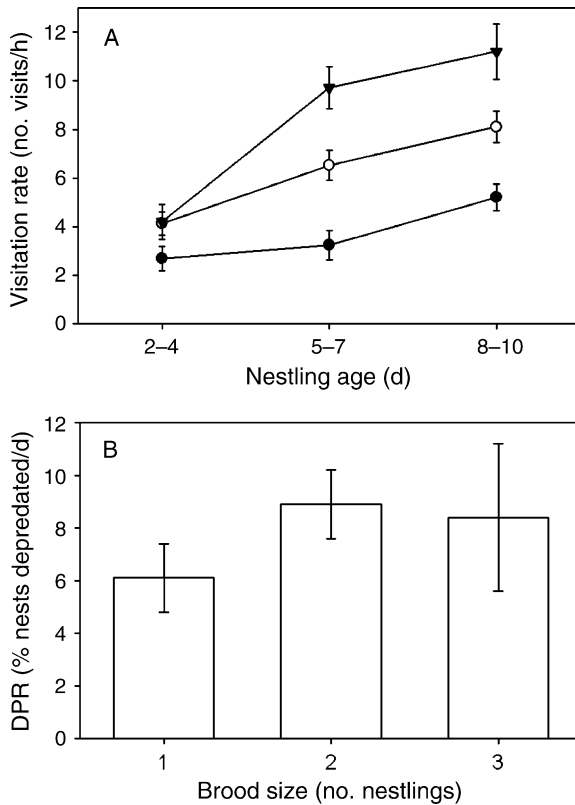 A
12
10
8
6
4
2
0
Visitation rate (no. visits/h)
2–4 5–7 8–10
Nestling age (d)
B
12
10
8
6
4
2
0
DPR (% nests depredated/d)
1 2 3
Brood size (no. nestlings)